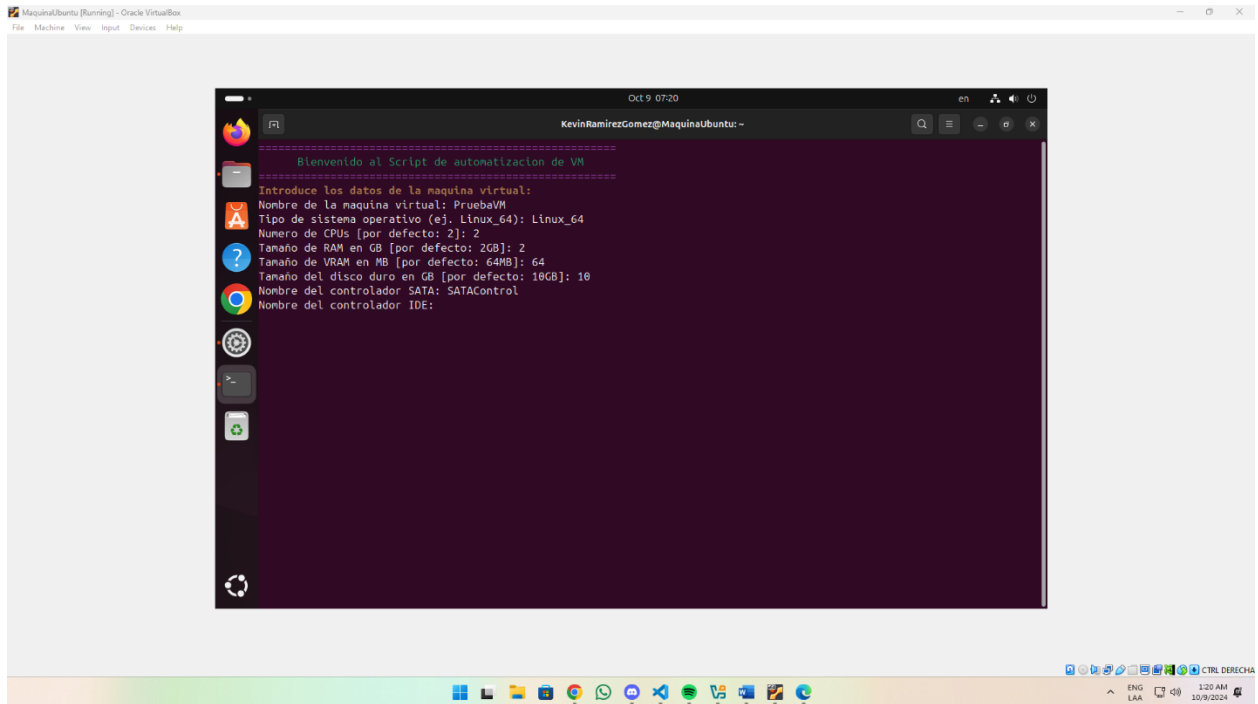 MaquinaUbuntu [Running] - Oracle VirtualBox
File Machine View Input Devices Help
Oct 9 07:20
en
KevinRamirezGomez@MaquinaUbuntu: ~
=======================================================
Bienvenido al Script de automatizacion de VM
=======================================================
Introduce los datos de la maquina virtual:
Nombre de la maquina virtual: PruebaVM
Tipo de sistema operativo (ej. Linux_64): Linux_64
Numero de CPUs [por defecto: 2]: 2
Tamaño de RAM en GB [por defecto: 2GB]: 2
Tamaño de VRAM en MB [por defecto: 64MB]: 64
Tamaño del disco duro en GB [por defecto: 10GB]: 10
Nombre del controlador SATA: SATAControl
Nombre del controlador IDE:
CTRL DERECHA
ENG
LAA
1:20 AM
10/9/2024